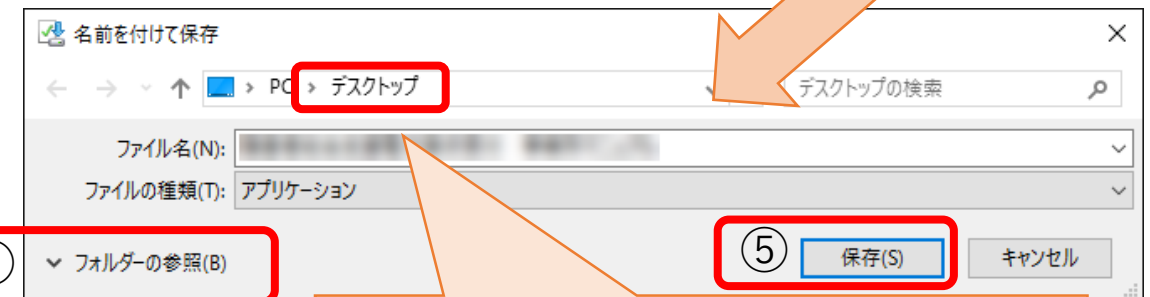 名前を付けて保存
PC > デスクトップ
デスクトップの検索
ファイル名(N):
ファイルの種類(T): アプリケーション
フォルダーの参照(B)
⑤ 保存(S) キャンセル